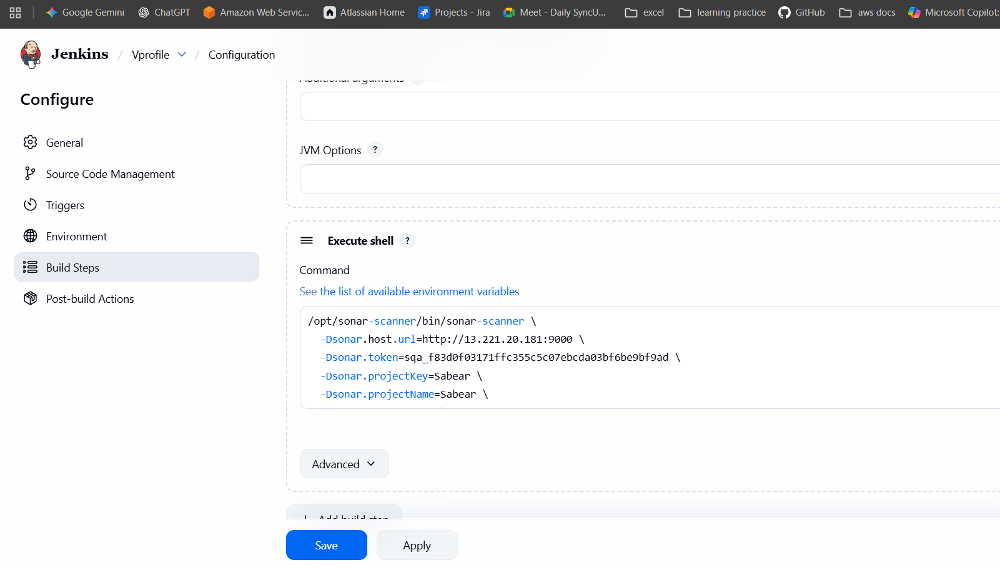 Google Gemini ChatGPT Amazon Web Servic... Atlassian Home Projects - Jira Meet - Daily SyncU... excel learning practice GitHub aws docs Microsoft Copilot:
Jenkins / Vprofile / Configuration
Configure
General
Source Code Management
Triggers
Environment
Build Steps
Post-build Actions
Additional arguments
JVM Options ?
Execute shell ?
Command
See the list of available environment variables
/opt/sonar-scanner/bin/sonar-scanner \
-Dsonar.host.url=http://13.221.20.181:9000 \
-Dsonar.token=sqa_f83d0f03171ffc355c5c07ebcda03bf6be9bf9ad \
-Dsonar.projectKey=Sabear \
-Dsonar.projectName=Sabear \
Advanced
+ Add build step
Save Apply